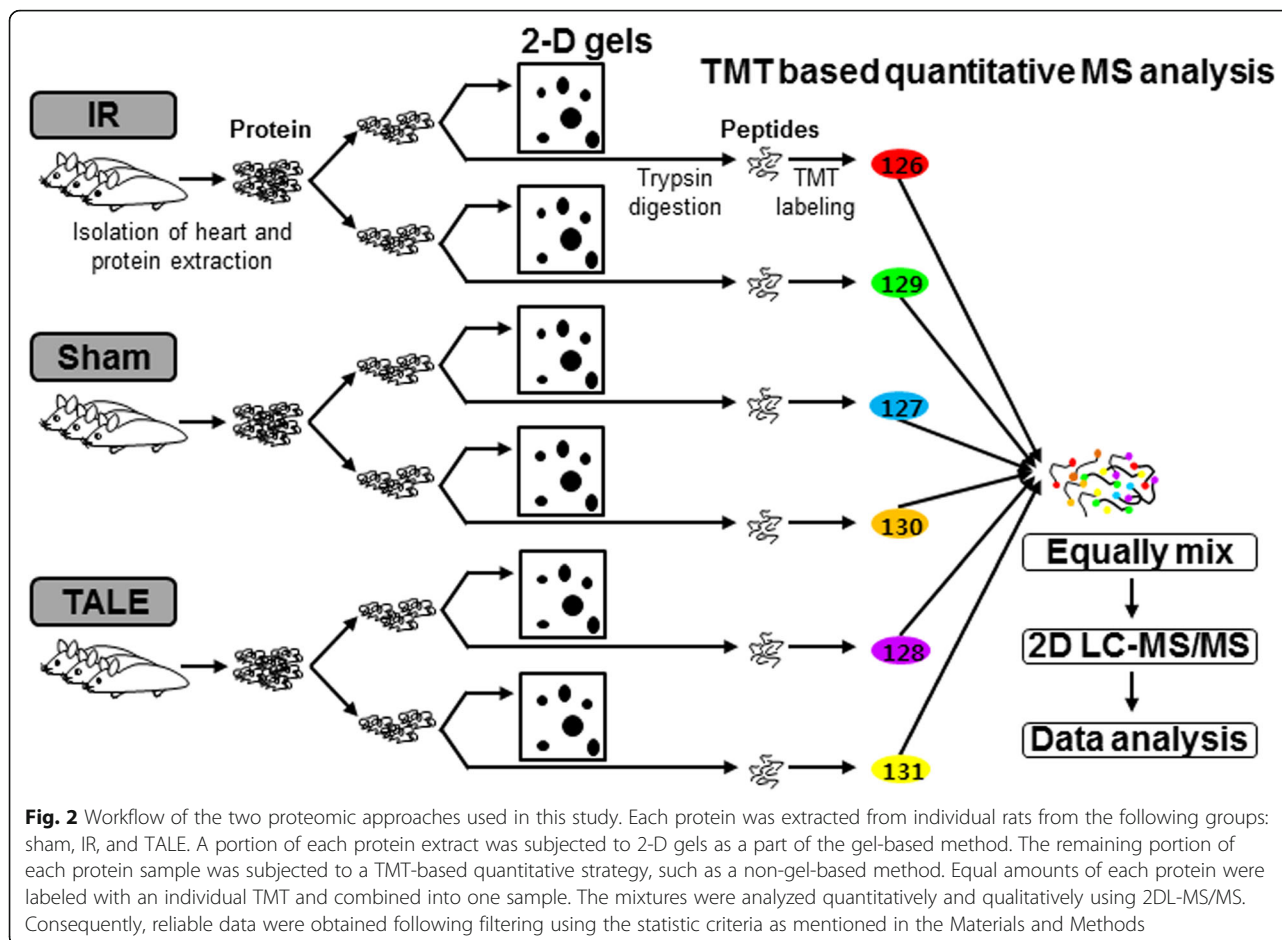 2-D gels
TMT based quantitative MS analysis
IR
Protein
Peptides
126
Trypsin
digestion
TMT
labeling
Isolation of heart and
protein extraction
129
Sham
127
130
Equally mix
TALE
2D LC-MS/MS
128
Data analysis
131
Fig. 2 Workflow of the two proteomic approaches used in this study. Each protein was extracted from individual rats from the following groups:
sham, IR, and TALE. A portion of each protein extract was subjected to 2-D gels as a part of the gel-based method. The remaining portion of
each protein sample was subjected to a TMT-based quantitative strategy, such as a non-gel-based method. Equal amounts of each protein were
labeled with an individual TMT and combined into one sample. The mixtures were analyzed quantitatively and qualitatively using 2DL-MS/MS.
Consequently, reliable data were obtained following filtering using the statistic criteria as mentioned in the Materials and Methods